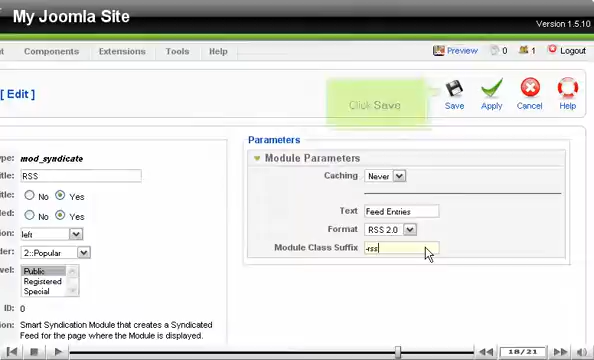 My Joomla Site
Version 1.5.10
Components Extensions Tools Help
Preview 0 1 Logout
[ Edit ]
Click Save
Save Apply Cancel Help
mod_syndicate
RSS
No Yes
No Yes
left
2::Popular
Public
Registered
Special
ID: 0
Smart Syndication Module that creates a Syndicated
Feed for the page where the Module is displayed.
Parameters
Module Parameters
Caching Never
Text Feed Entries
Format RSS 2.0
Module Class Suffix -rss
18/21